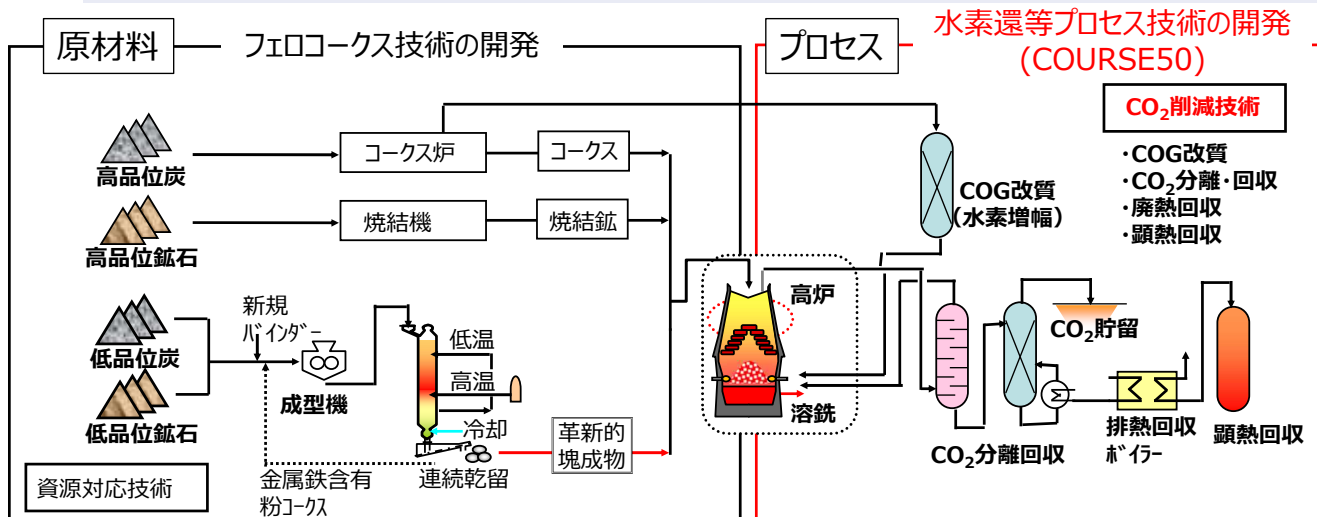 原材料
フェロコークス技術の開発
プロセス
水素還等プロセス技術の開発
(COURSE50)
CO₂削減技術
・COG改質
・CO₂分離・回収
・廃熱回収
・顕熱回収
高品位炭
コークス炉
コークス
COG改質
(水素増幅)
高品位鉱石
焼結機
焼結鉱
新規
バインダー
低品位炭
低品位鉱石
成型機
低温
高温
冷却
連続乾留
金属鉄含有
粉コークス
革新的
塊成物
資源対応技術
高炉
溶銑
CO₂貯留
CO₂分離回収
排熱回収
ボイラー
顕熱回収